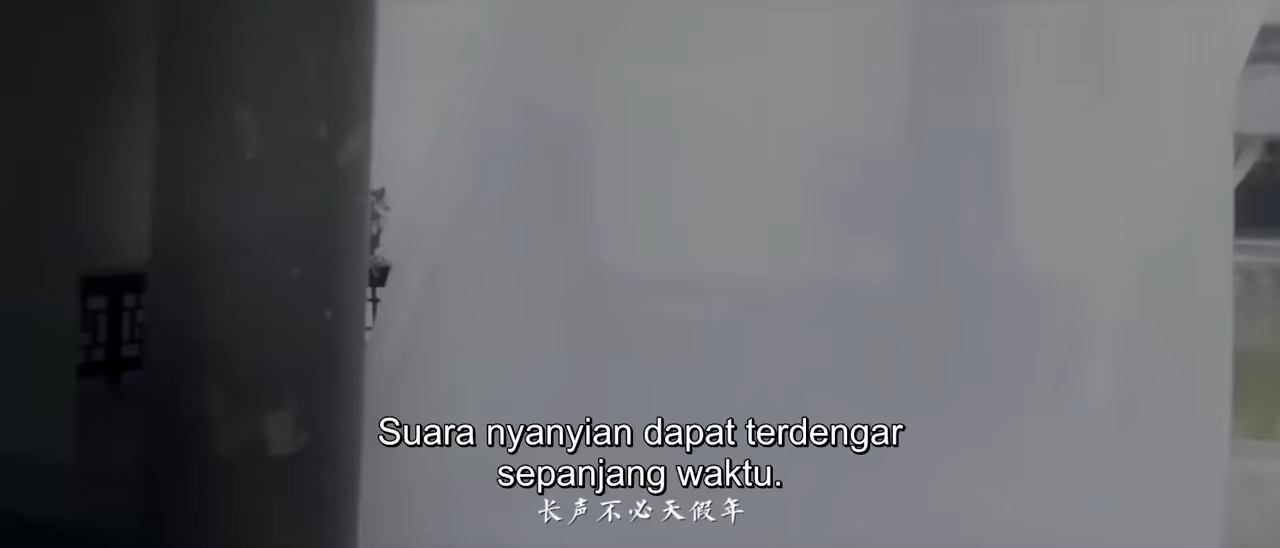 Suara nyanyian dapat terdengar
sepanjang waktu.
长声不必天假年